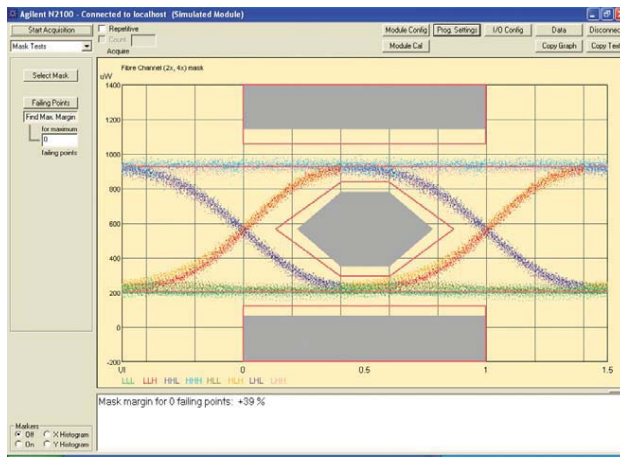 Agilent N2100 - Connected to localhost (Simulated Module)
Start Acquisition
Repetitive
Count
Acquire
Module Config
Prog. Settings
I/O Config
Data
Disconnec
Mask Tests
Module Cal
Copy Graph
Copy Text
Select Mask
Failing Points
Find Max. Margin
for maximum
0
failing points
Fibre Channel (2x, 4x) mask
uW
1400
1200
1000
800
600
400
200
0
-200
UI
0
0.5
1
1.5
LLL LLH HHL HHH HLL HLH LHL LHH
Mask margin for 0 failing points: +39 %
Markers
Off X Histogram
On Y Histogram